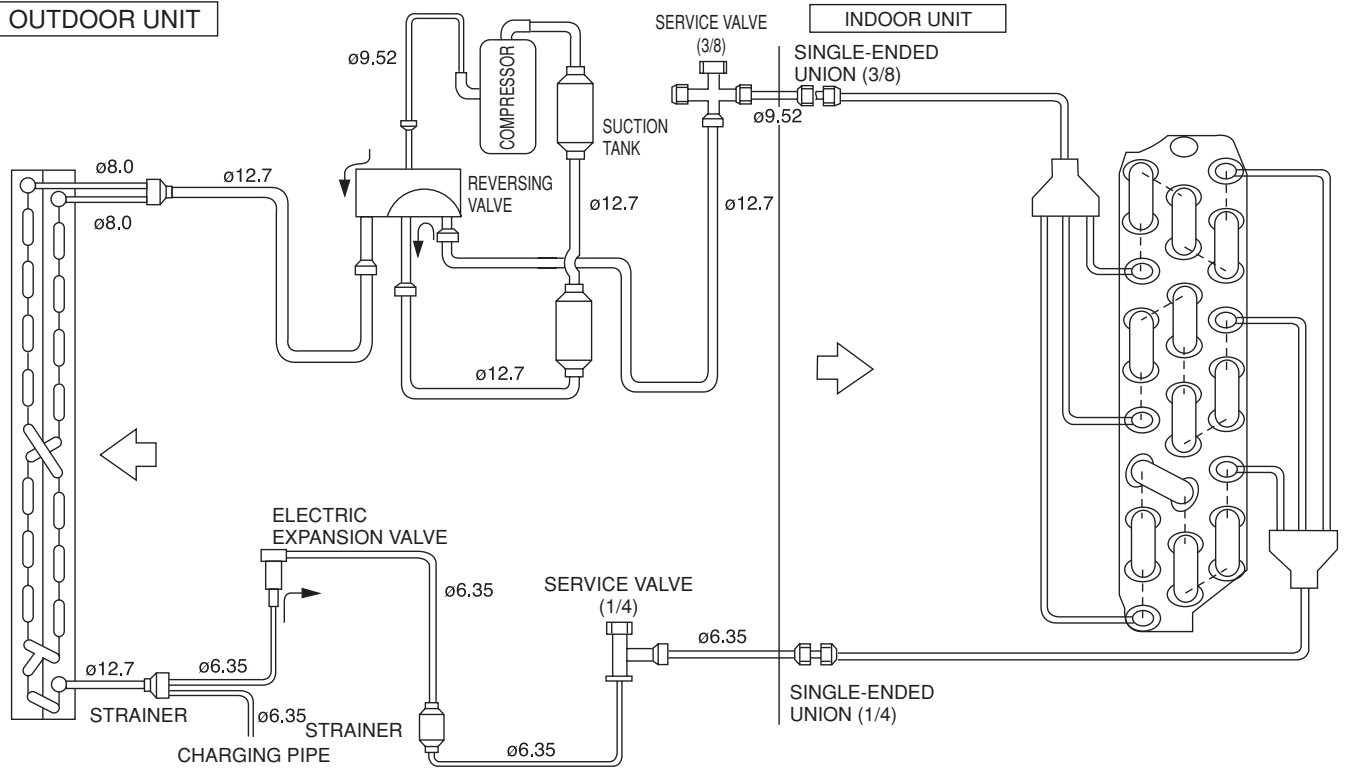 OUTDOOR UNIT
INDOOR UNIT
SERVICE VALVE
(3/8)
SINGLE-ENDED
UNION (3/8)
ø9.52
COMPRESSOR
SUCTION
TANK
ø9.52
ø8.0
ø12.7
ø8.0
REVERSING
VALVE
ø12.7
ø12.7
ø12.7
ELECTRIC
EXPANSION VALVE
ø6.35
SERVICE VALVE
(1/4)
ø6.35
ø12.7
ø6.35
STRAINER
ø6.35
CHARGING PIPE
STRAINER
ø6.35
SINGLE-ENDED
UNION (1/4)